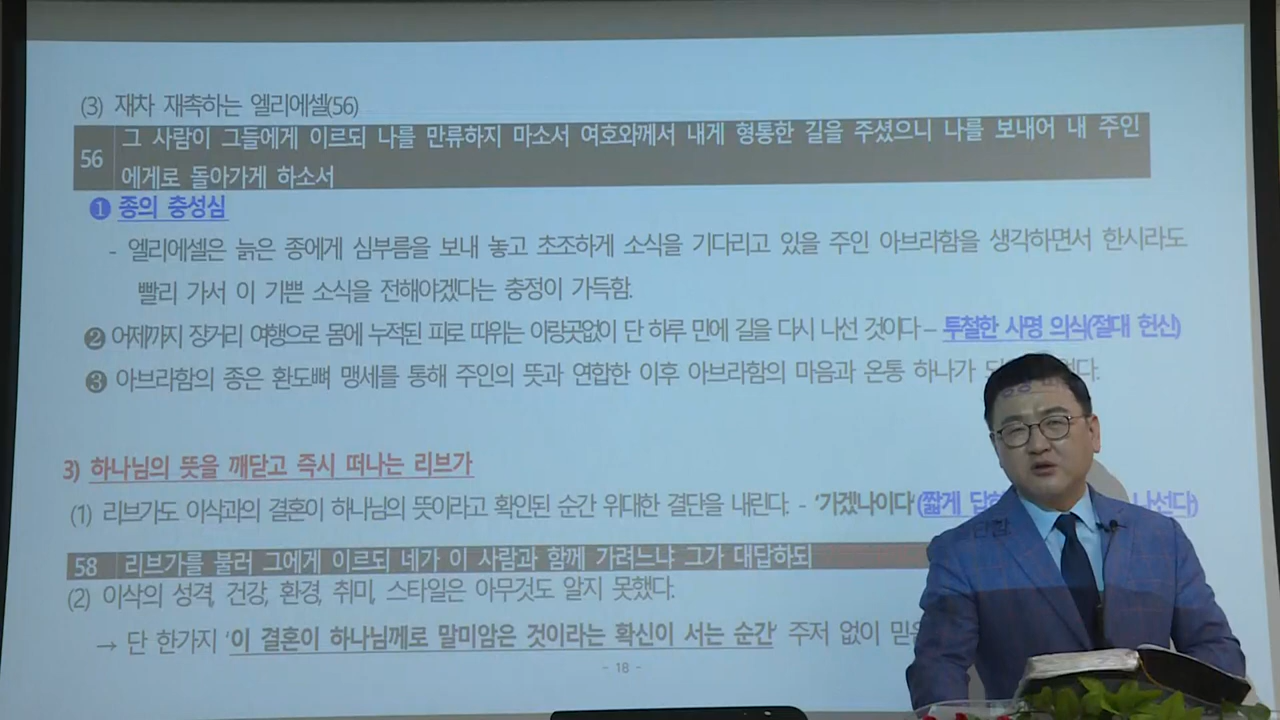 (3) 재차 재촉하는 엘리에셀(56)
56 그 사람이 그들에게 이르되 나를 만류하지 마소서 여호와께서 내게 형통한 길을 주셨으니 나를 보내어 내 주인
에게로 돌아가게 하소서
❶ 종의 충성심
- 엘리에셀은 늙은 종에게 심부름을 보내 놓고 초조하게 소식을 기다리고 있을 주인 아브라함을 생각하면서 한시라도
빨리 가서 이 기쁜 소식을 전해야겠다는 충정이 가득함.
❷ 어제까지 장거리 여행으로 몸에 누적된 피로 따위는 아랑곳없이 단 하루 만에 길을 다시 나선 것이다 – 투철한 사명 의식(절대 헌신)
❸ 아브라함의 종은 환도뼈 맹세를 통해 주인의 뜻과 연합한 이후 아브라함의 마음과 온통 하나가
3) 하나님의 뜻을 깨닫고 즉시 떠나는 리브가
(1) 리브가도 이삭과의 결혼이 하나님의 뜻이라고 확인된 순간 위대한 결단을 내린다. - '가겠나이다 (짧게 나선다)
58 리브가를 불러 그에게 이르되 네가 이 사람과 함께 가려느냐 그가 대답하되
(2) 이삭의 성격, 건강, 환경, 취미, 스타일은 아무것도 알지 못했다.
→ 단 한가지 '이 결혼이 하나님께로 말미암은 것이라는 확신이 서는 순간' 주저 없이
- 18 -